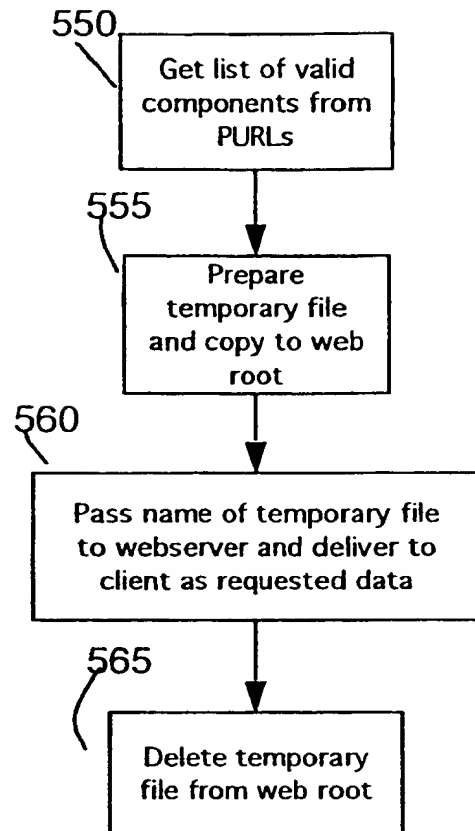 550
Get list of valid
components from
PURLs
555
Prepare
temporary file
and copy to web
root
560
Pass name of temporary file
to webserver and deliver to
client as requested data
565
Delete temporary
file from web root